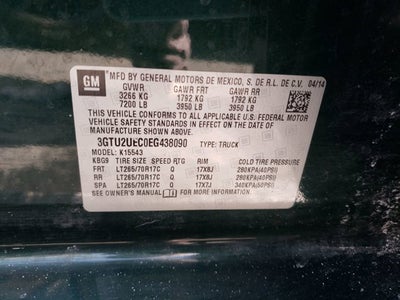 GM
MFD BY GENERAL MOTORS DE MEXICO, S. DE R.L. DE C.V. 04/14
GVWR GAWR FRT GAWR RR
3266 KG 1792 KG 1792 KG
7200 LB 3950 LB 3950 LB
THIS VEHICLE CONFORMS TO ALL APPLICABLE U.S. FEDERAL MOTOR
VEHICLE SAFETY STANDARDS IN EFFECT ON THE DATE OF
MANUFACTURE SHOWN ABOVE.
3GTU2UEC0EG438090 TYPE: TRUCK
MODEL: K15543
KBG9 TIRE SIZE SPEED RTG RIM COLD TIRE PRESSURE
FRT LT265/70R17C Q 17X8J 280KPA(40PSI)
RR LT265/70R17C Q 17X8J 280KPA(40PSI)
SPA LT265/70R17C Q 17X7J 340KPA(50PSI)
SEE OWNER'S MANUAL FOR ADDITIONAL INFORMATION.